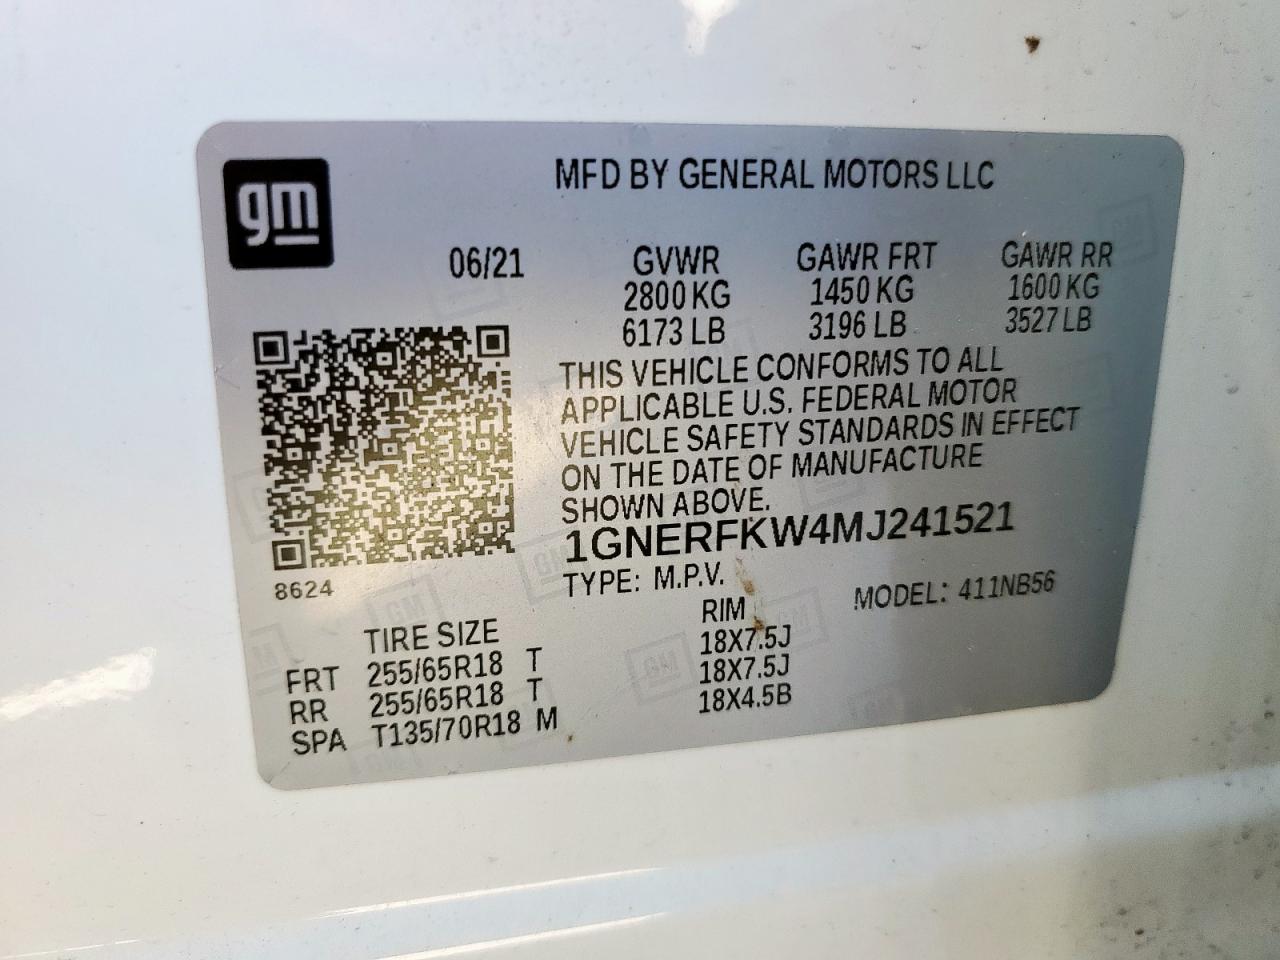 gm
MFD BY GENERAL MOTORS LLC
06/21 GVWR GAWR FRT GAWR RR
2800 KG 1450 KG 1600 KG
6173 LB 3196 LB 3527 LB
THIS VEHICLE CONFORMS TO ALL
APPLICABLE U.S. FEDERAL MOTOR
VEHICLE SAFETY STANDARDS IN EFFECT
ON THE DATE OF MANUFACTURE
SHOWN ABOVE.
1GNERFKW4MJ241521
8624
TYPE: M.P.V. MODEL: 411NB56
TIRE SIZE RIM
FRT 255/65R18 T 18X7.5J
RR 255/65R18 T 18X7.5J
SPA T135/70R18 M 18X4.5B